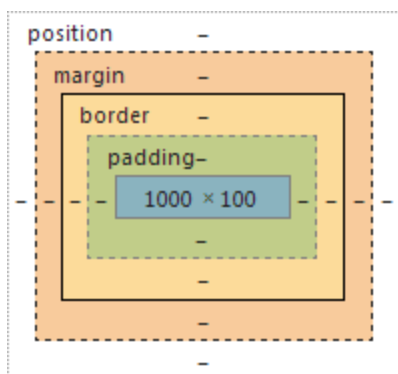 position –
margin –
border –
padding–
– – – – 1000 × 100 – – – –
–
–
–
–